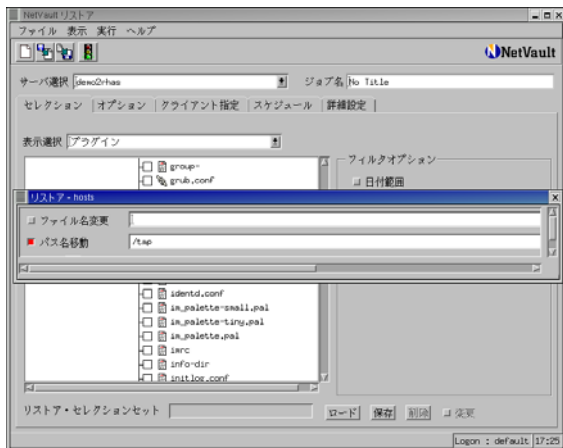 NetVault リストア
ファイル 表示 実行 ヘルプ
NetVault
サーバ選択 demo2rhas ジョブ名 No Title
セレクション オプション クライアント指定 スケジュール 詳細設定
表示選択 プラグイン
group-
grub.conf
フィルタオプション
日付範囲
リストア - hosts
ファイル名変更
パス名移動 /tmp
identd.conf
im_palette-small.pal
im_palette-tiny.pal
im_palette.pal
imrc
info-dir
initlog.conf
リストア・セレクションセット ロード 保存 削除 変更
Logon : default 17:25